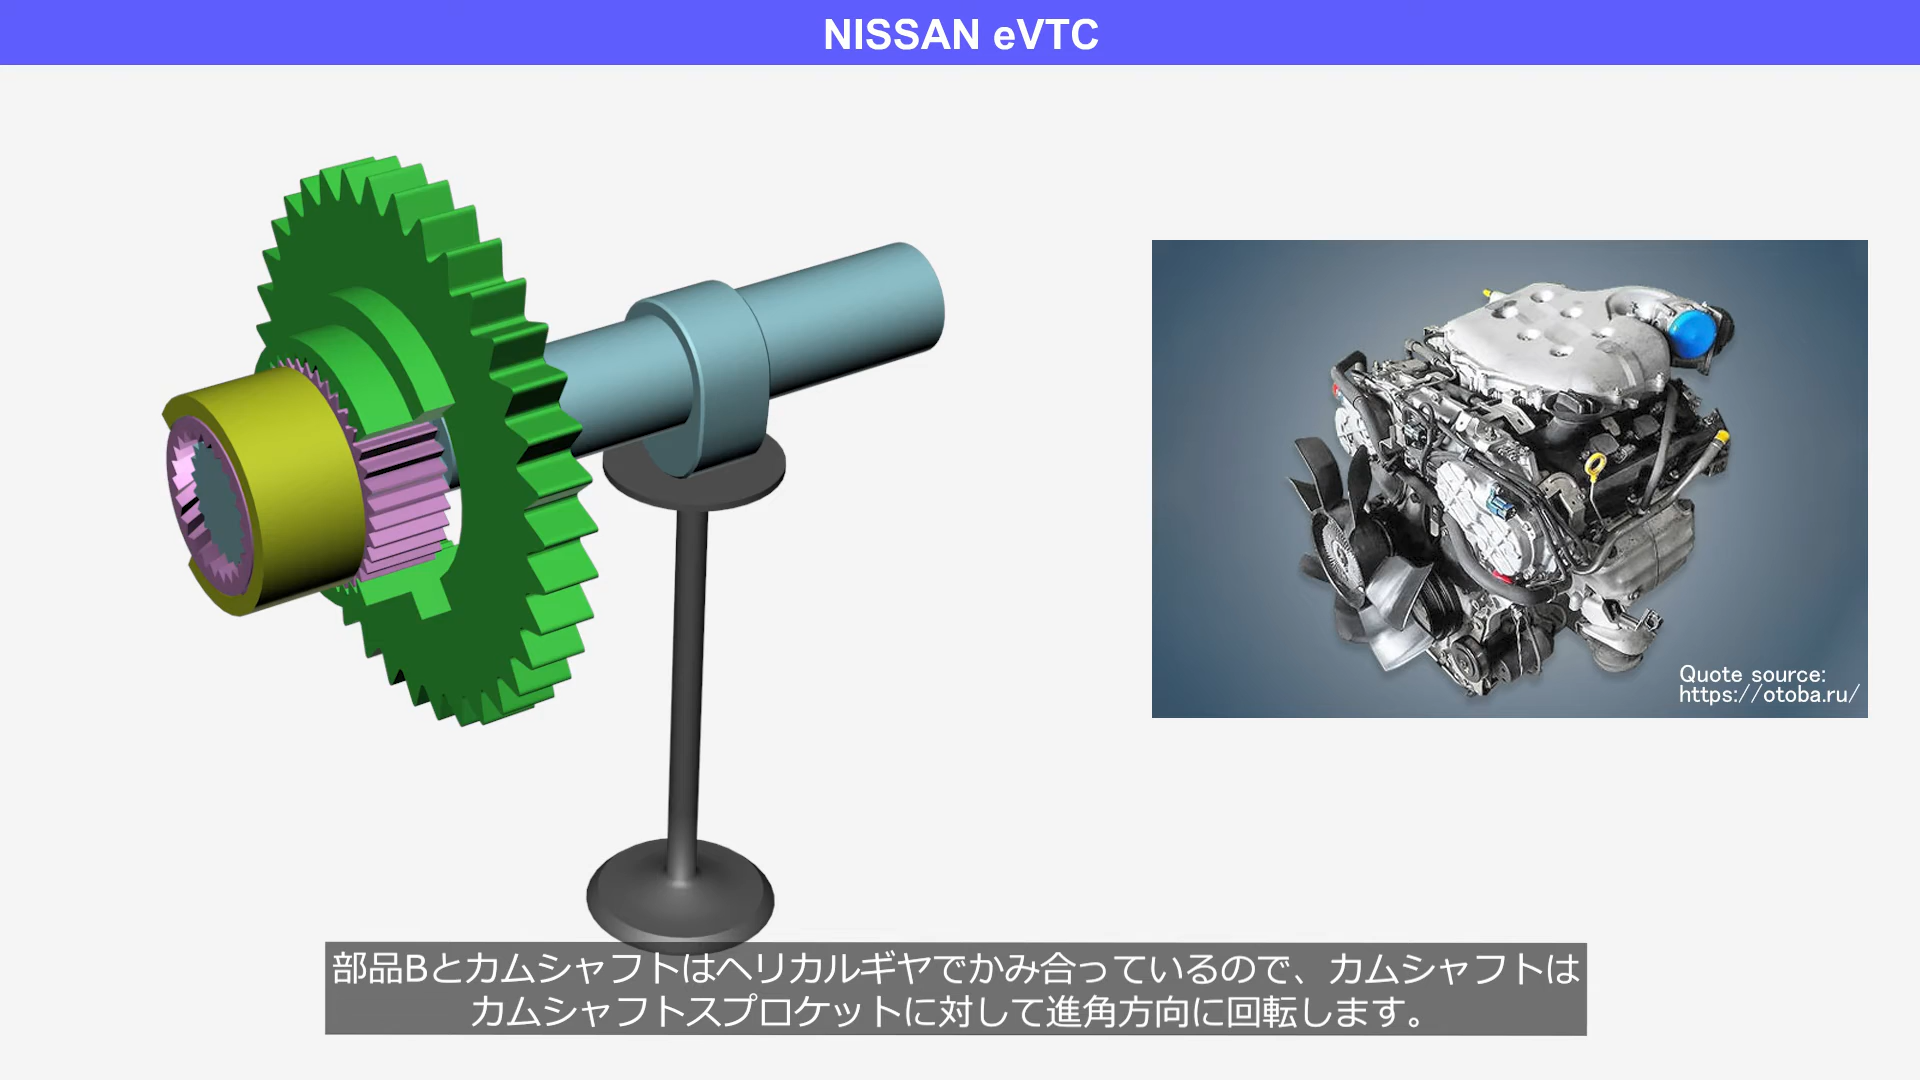 NISSAN eVTC
Quote source:
https://otoba.ru/
部品Bとカムシャフトはヘリカルギヤでかみ合っているので、カムシャフトは
カムシャフトスプロケットに対して進角方向に回転します。